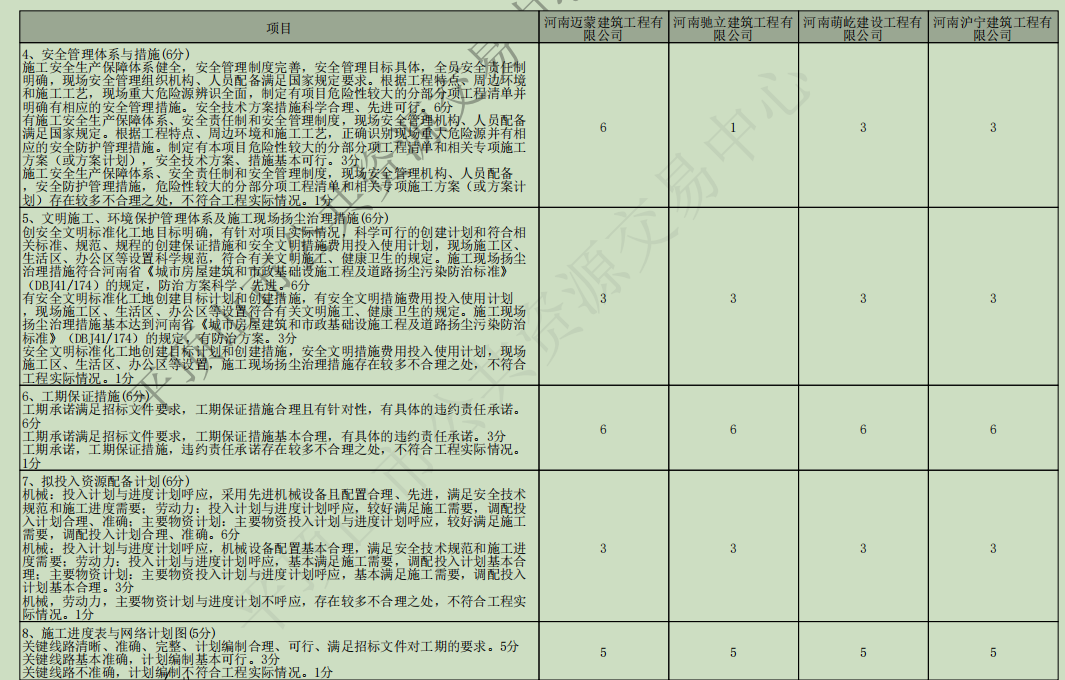 项目
河南迈蒙建筑工程有
限公司
河南驰立建筑工程有
限公司
河南萌屹建设工程有
限公司
河南沪宁建筑工程有
限公司
4、安全管理体系与措施(6分)
施工安全生产保障体系健全，安全管理制度完善，安全管理目标具体，全员安全责任制
明确，现场安全管理组织机构、人员配备满足国家规定要求。根据工程特点、周边环境
和施工工艺，现场重大危险源辨识全面，制定有项目危险性较大的分部分项工程清单并
明确有相应的安全管理措施。安全技术方案措施科学合理、先进可行。6分
有施工安全生产保障体系、安全责任制和安全管理制度，现场安全管理机构、人员配备
满足国家规定。根据工程特点、周边环境和施工工艺，正确识别现场重大危险源并有相
应的安全防护管理措施。制定有本项目危险性较大的分部分项工程清单和相关专项施工
方案（或方案计划），安全技术方案、措施基本可行。3分
施工安全生产保障体系、安全责任制和安全管理制度，现场安全管理机构、人员配备
，安全防护管理措施，危险性较大的分部分项工程清单和相关专项施工方案（或方案计
划）存在较多不合理之处，不符合工程实际情况。1分
6
1
3
3
5、文明施工、环境保护管理体系及施工现场扬尘治理措施(6分)
创安全文明标准化工地目标明确，有针对项目实际情况，科学可行的创建计划和符合相
关标准、规范、规程的创建保证措施和安全文明措施费用投入使用计划，现场施工区、
生活区、办公区等设置科学规范，符合有关文明施工、健康卫生的规定。施工现场扬尘
治理措施符合河南省《城市房屋建筑和市政基础设施工程及道路扬尘污染防治标准》
（DBJ41/174）的规定，防治方案科学、先进。6分
有安全文明标准化工地创建目标计划和创建措施，有安全文明措施费用投入使用计划
，现场施工区、生活区、办公区等设置符合有关文明施工、健康卫生的规定。施工现场
扬尘治理措施基本达到河南省《城市房屋建筑和市政基础设施工程及道路扬尘污染防治
标准》（DBJ41/174）的规定，有防治方案。3分
安全文明标准化工地创建目标计划和创建措施，安全文明措施费用投入使用计划，现场
施工区、生活区、办公区等设置，施工现场扬尘治理措施存在较多不合理之处，不符合
工程实际情况。1分
3
3
3
3
6、工期保证措施(6分)
工期承诺满足招标文件要求，工期保证措施合理且有针对性，有具体的违约责任承诺。
6分
工期承诺满足招标文件要求，工期保证措施基本合理，有具体的违约责任承诺。3分
工期承诺，工期保证措施，违约责任承诺存在较多不合理之处，不符合工程实际情况。
1分
6
6
6
6
7、拟投入资源配备计划(6分)
机械：投入计划与进度计划呼应，采用先进机械设备且配置合理、先进，满足安全技术
规范和施工进度需要；劳动力：投入计划与进度计划呼应，较好满足施工需要，调配投
入计划合理、准确；主要物资计划：主要物资投入计划与进度计划呼应，较好满足施工
需要，调配投入计划合理、准确。6分
机械：投入计划与进度计划呼应，机械设备配置基本合理，满足安全技术规范和施工进
度需要；劳动力：投入计划与进度计划呼应，基本满足施工需要，调配投入计划基本合
理；主要物资计划：主要物资投入计划与进度计划呼应，基本满足施工需要，调配投入
计划基本合理。3分
机械，劳动力，主要物资计划与进度计划不呼应，存在较多不合理之处，不符合工程实
际情况。1分
3
3
3
3
8、施工进度表与网络计划图(5分)
关键线路清晰、准确、完整、计划编制合理、可行、满足招标文件对工期的要求。5分
关键线路基本准确，计划编制基本可行。3分
关键线路不准确，计划编制不符合工程实际情况。1分
5
5
5
5
平顶山市公共资源交易中心
平顶山市公共资源交易中心